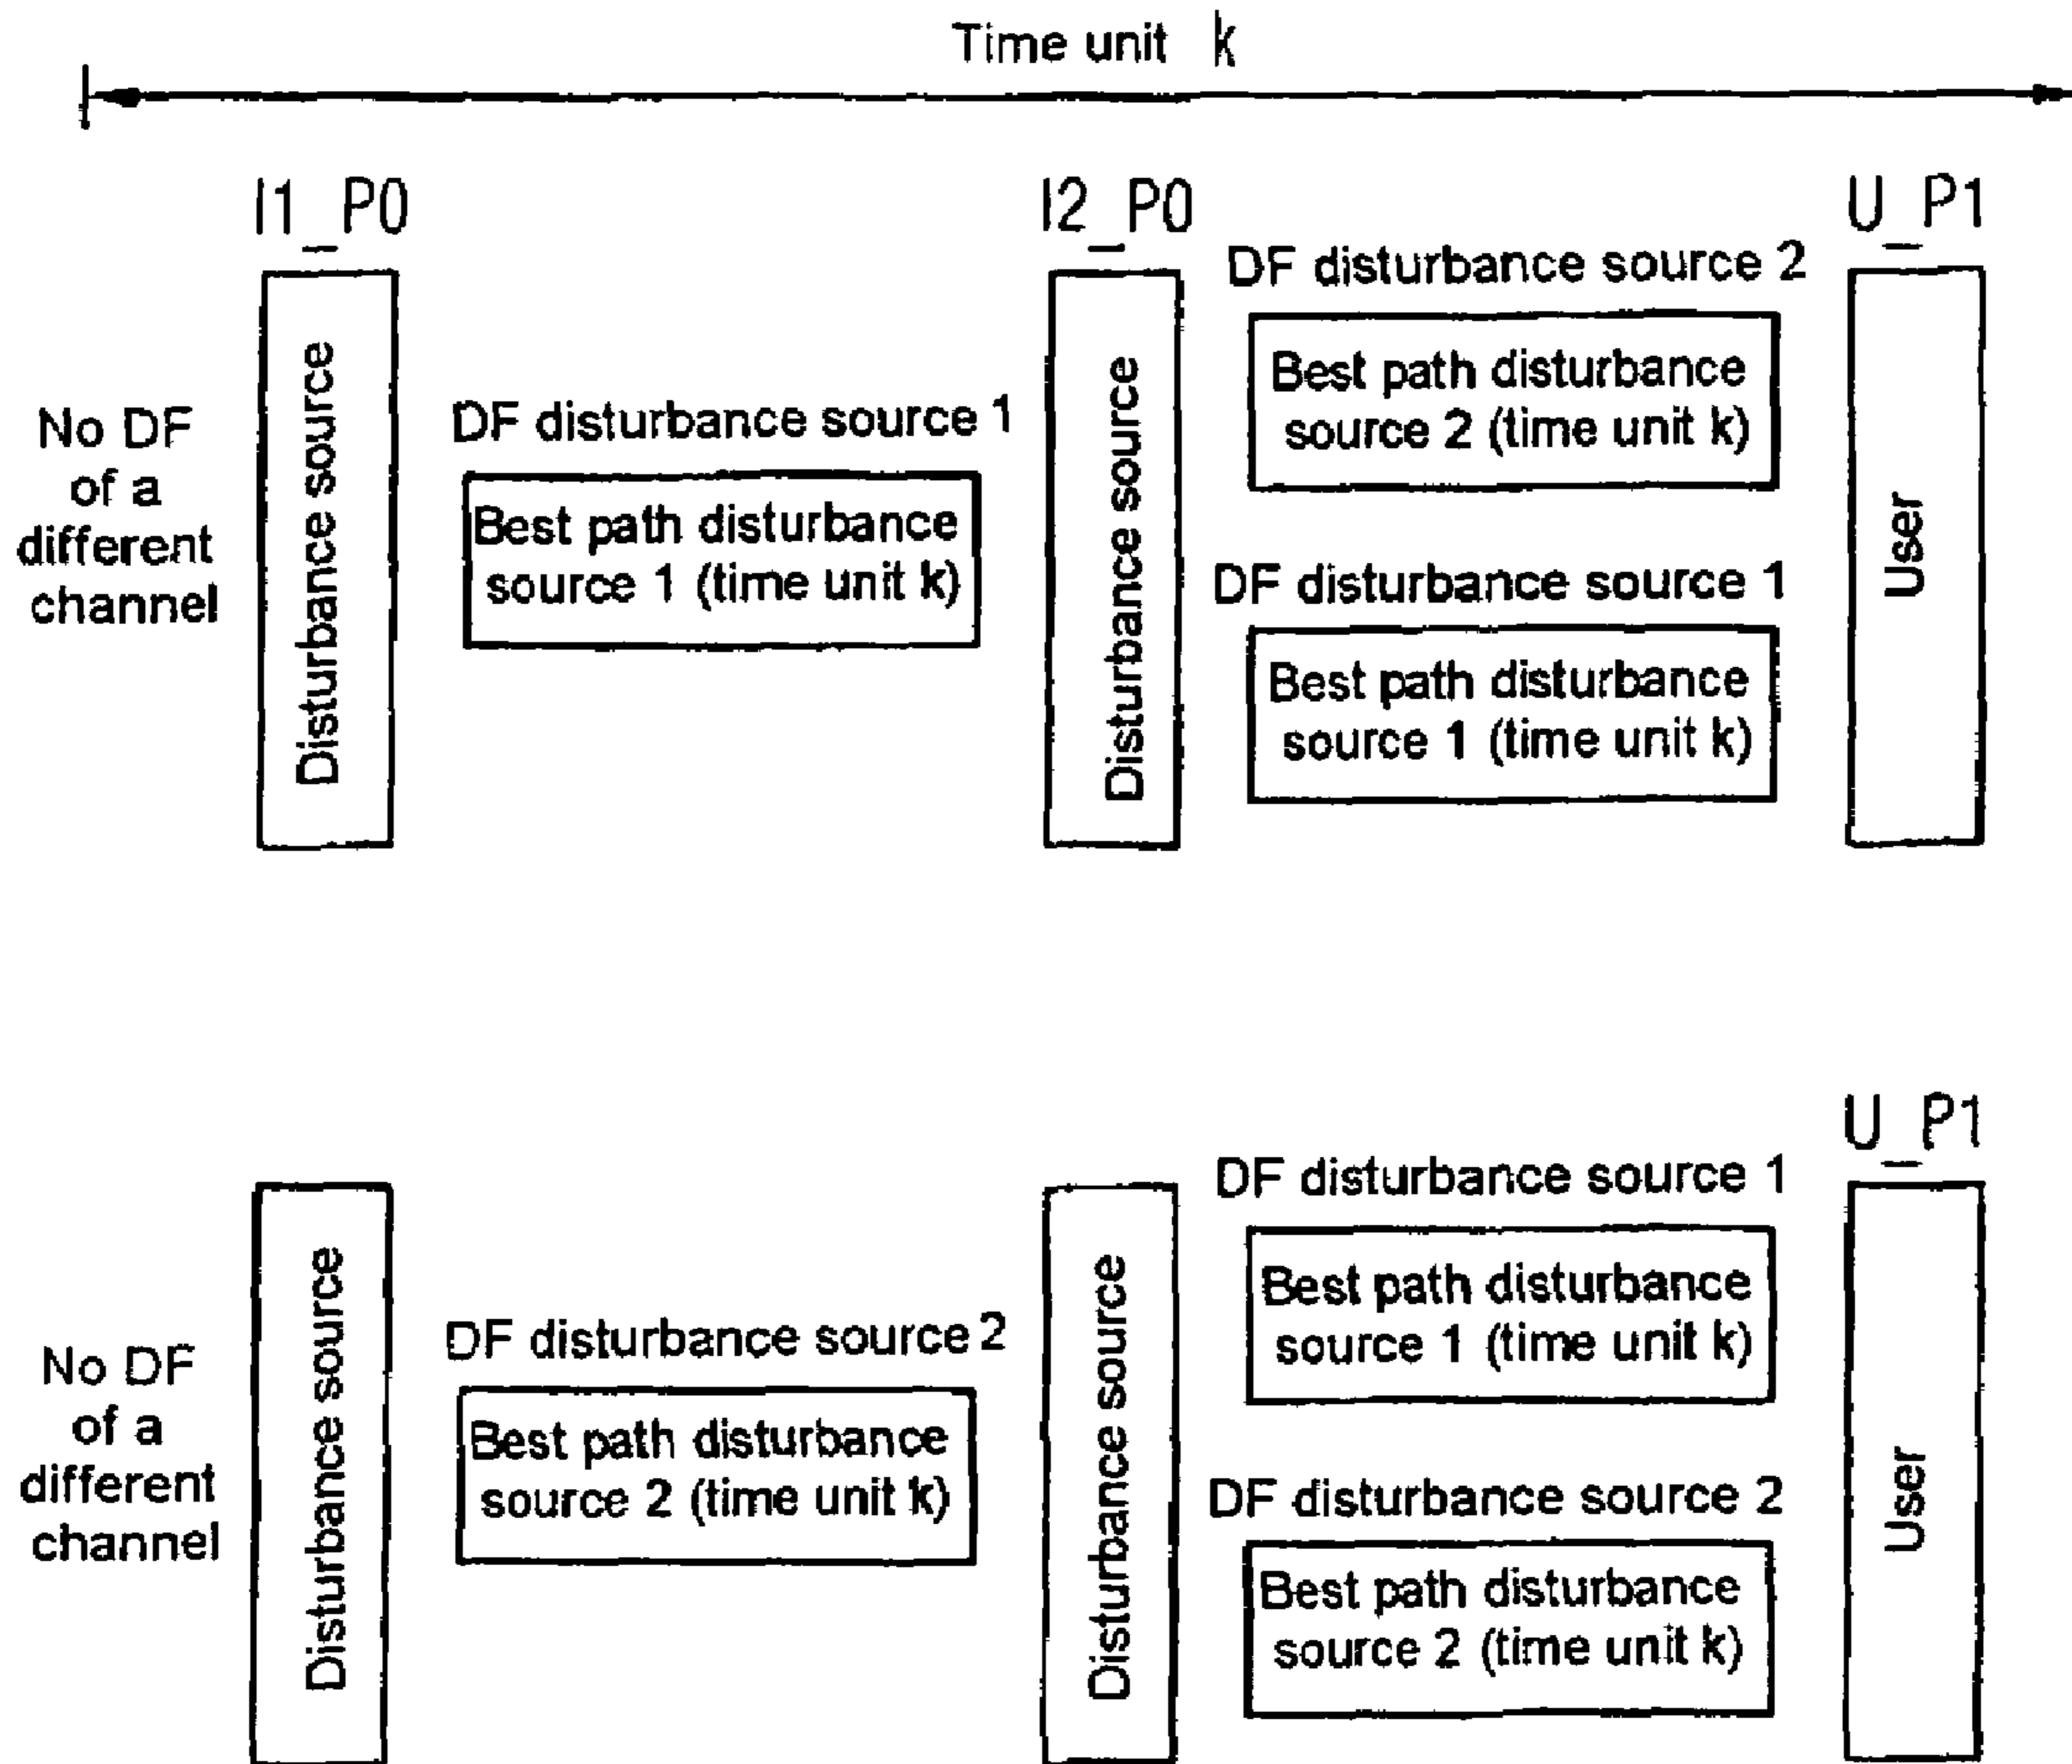 Time unit k
I1_P0
I2_P0
U_P1
No DF
of a
different
channel
Disturbance source
DF disturbance source 1
Best path disturbance
source 1 (time unit k)
Disturbance source
DF disturbance source 2
Best path disturbance
source 2 (time unit k)
DF disturbance source 1
Best path disturbance
source 1 (time unit k)
User
U_P1
No DF
of a
different
channel
Disturbance source
DF disturbance source 2
Best path disturbance
source 2 (time unit k)
Disturbance source
DF disturbance source 1
Best path disturbance
source 1 (time unit k)
DF disturbance source 2
Best path disturbance
source 2 (time unit k)
User